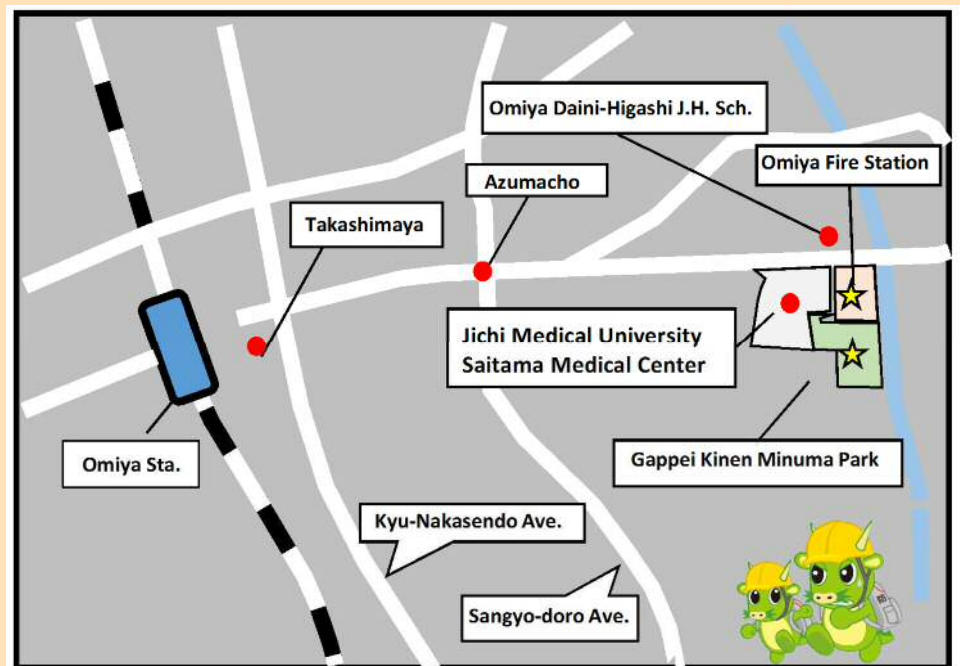 Omiya Daini-Higashi J.H. Sch.
Omiya Fire Station
Azumacho
Takashimaya
Jichi Medical University
Saitama Medical Center
Omiya Sta.
Gappei Kinen Minuma Park
Kyu-Nakasendo Ave.
Sangyo-doro Ave.